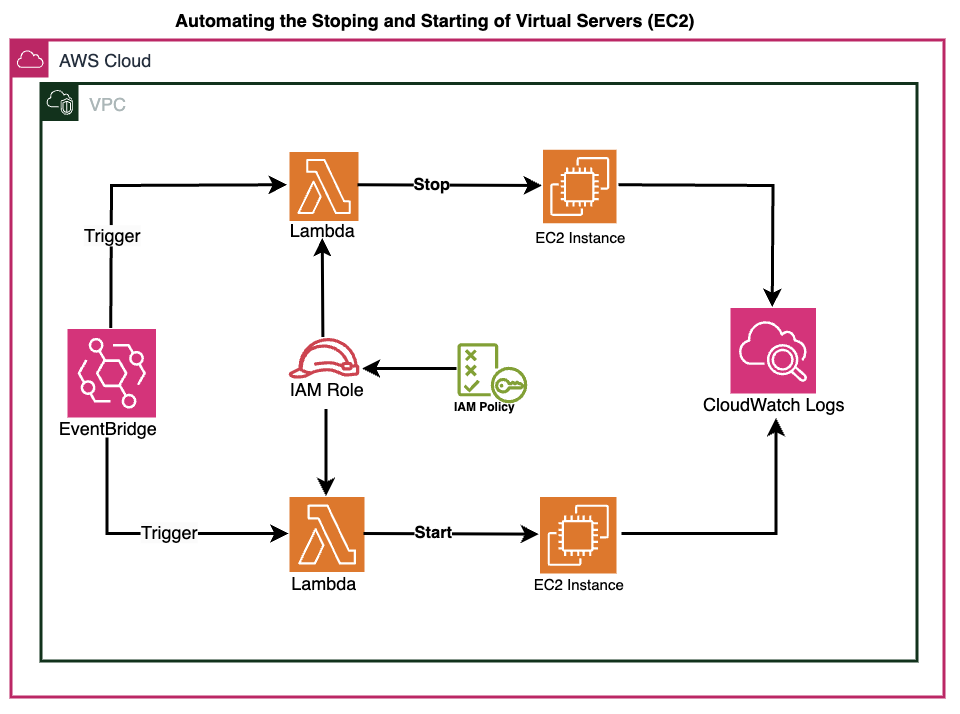 Automating the Stoping and Starting of Virtual Servers (EC2)
AWS Cloud
VPC
Trigger
Lambda
Stop
EC2 Instance
EventBridge
IAM Role
IAM Policy
CloudWatch Logs
Trigger
Lambda
Start
EC2 Instance